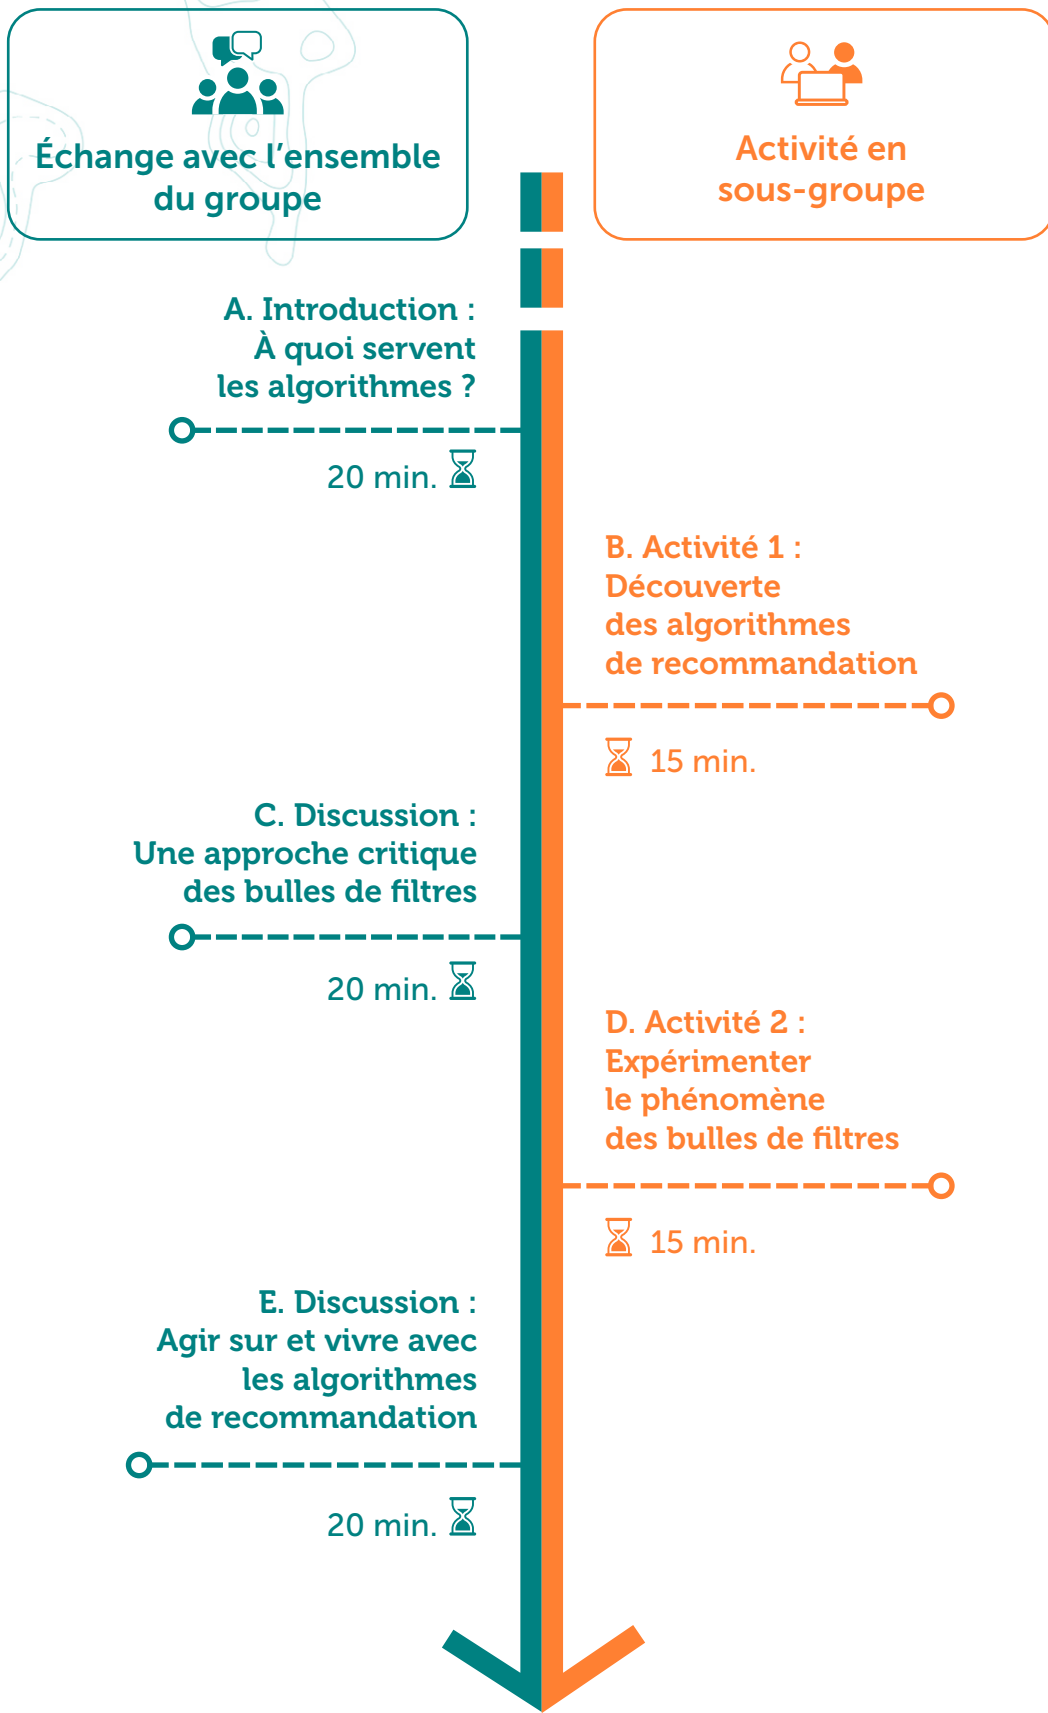 Échange avec l’ensemble
du groupe
Activité en
sous-groupe
A. Introduction :
À quoi servent
les algorithmes ?
20 min.
B. Activité 1 :
Découverte
des algorithmes
de recommandation
15 min.
C. Discussion :
Une approche critique
des bulles de filtres
20 min.
D. Activité 2 :
Expérimenter
le phénomène
des bulles de filtres
15 min.
E. Discussion :
Agir sur et vivre avec
les algorithmes
de recommandation
20 min.